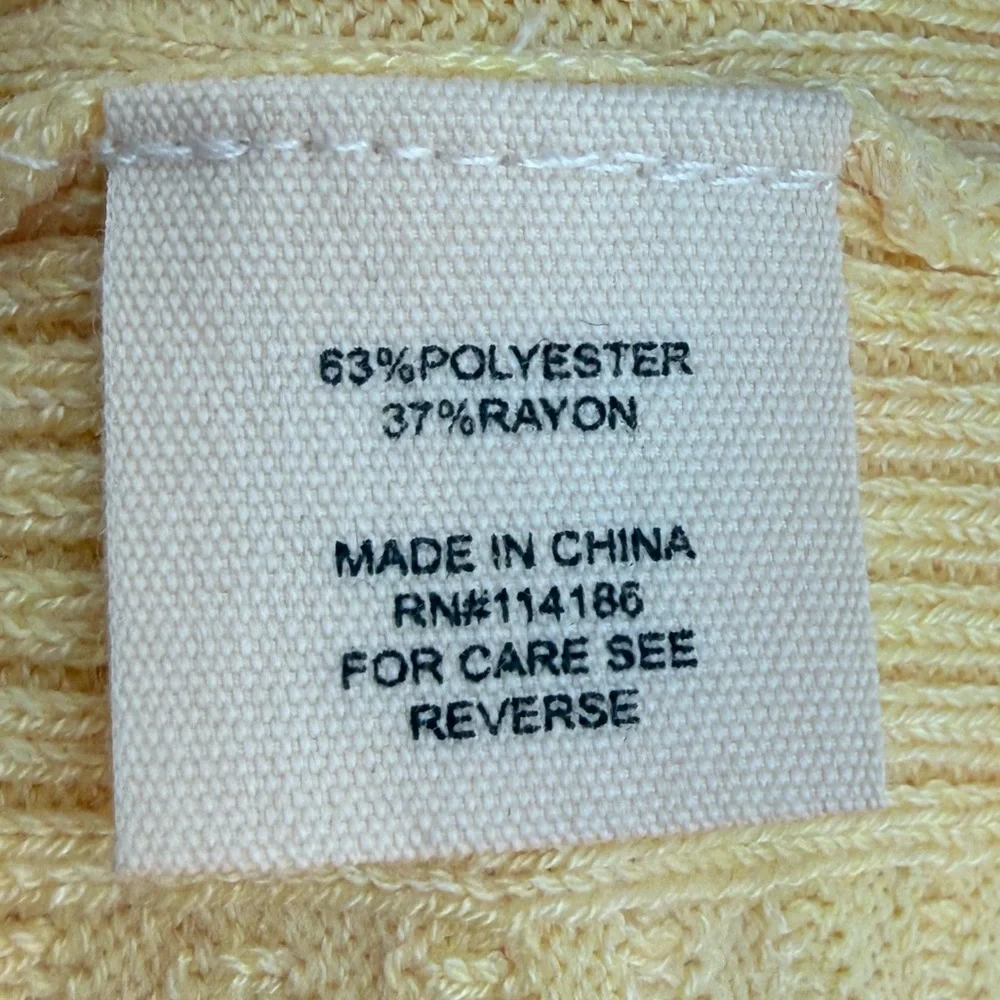 63%POLYESTER
37%RAYON
MADE IN CHINA
RN#114186
FOR CARE SEE
REVERSE